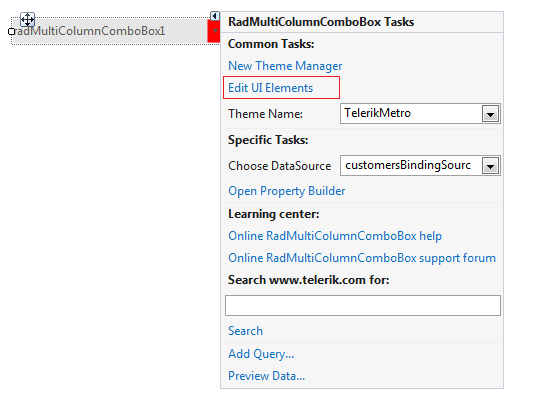 radMultiColumnComboBox1
RadMultiColumnComboBox Tasks
Common Tasks:
New Theme Manager
Edit UI Elements
Theme Name: TelerikMetro
Specific Tasks:
Choose DataSource customersBindingSourc
Open Property Builder
Learning center:
Online RadMultiColumnComboBox help
Online RadMultiColumnComboBox support forum
Search www.telerik.com for:
Search
Add Query...
Preview Data...